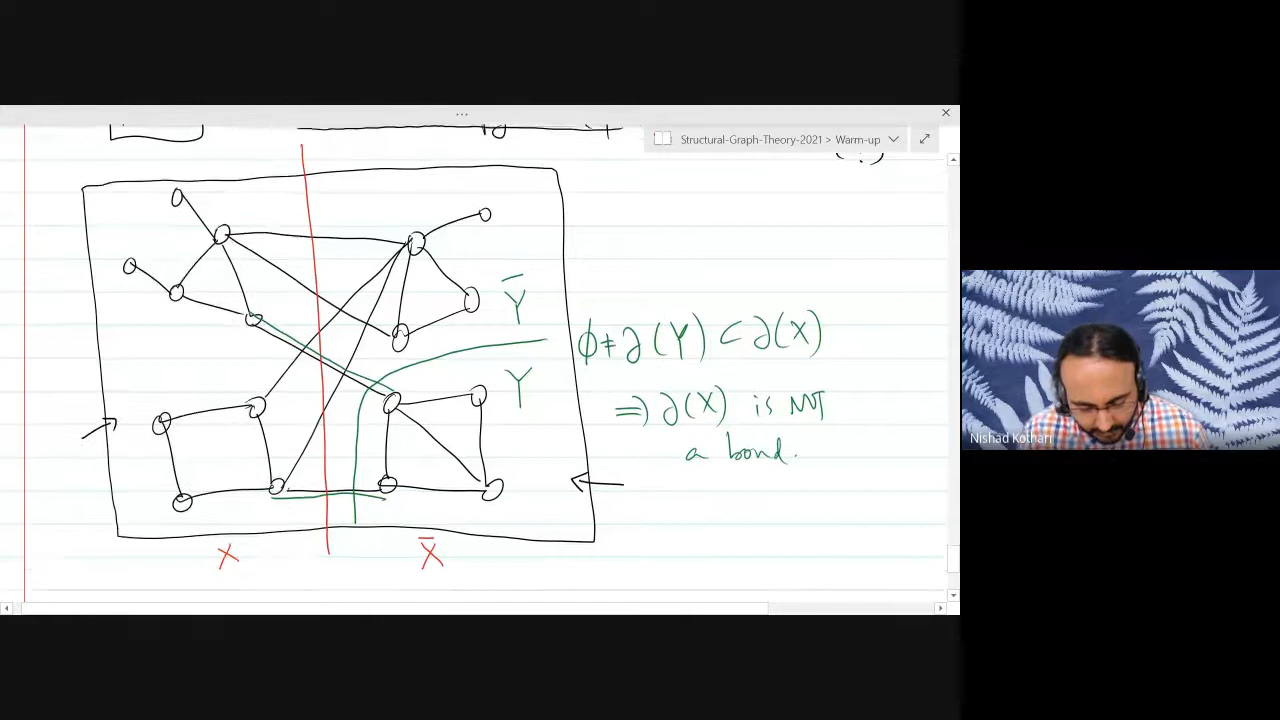 Structural-Graph-Theory-2021 > Warm-up
Ȳ
Y
ϕ ≠ ∂(Y) ⊂ ∂(X)
⇒ ∂(X) is NOT
a bond.
X X̄
Nishad Kothari